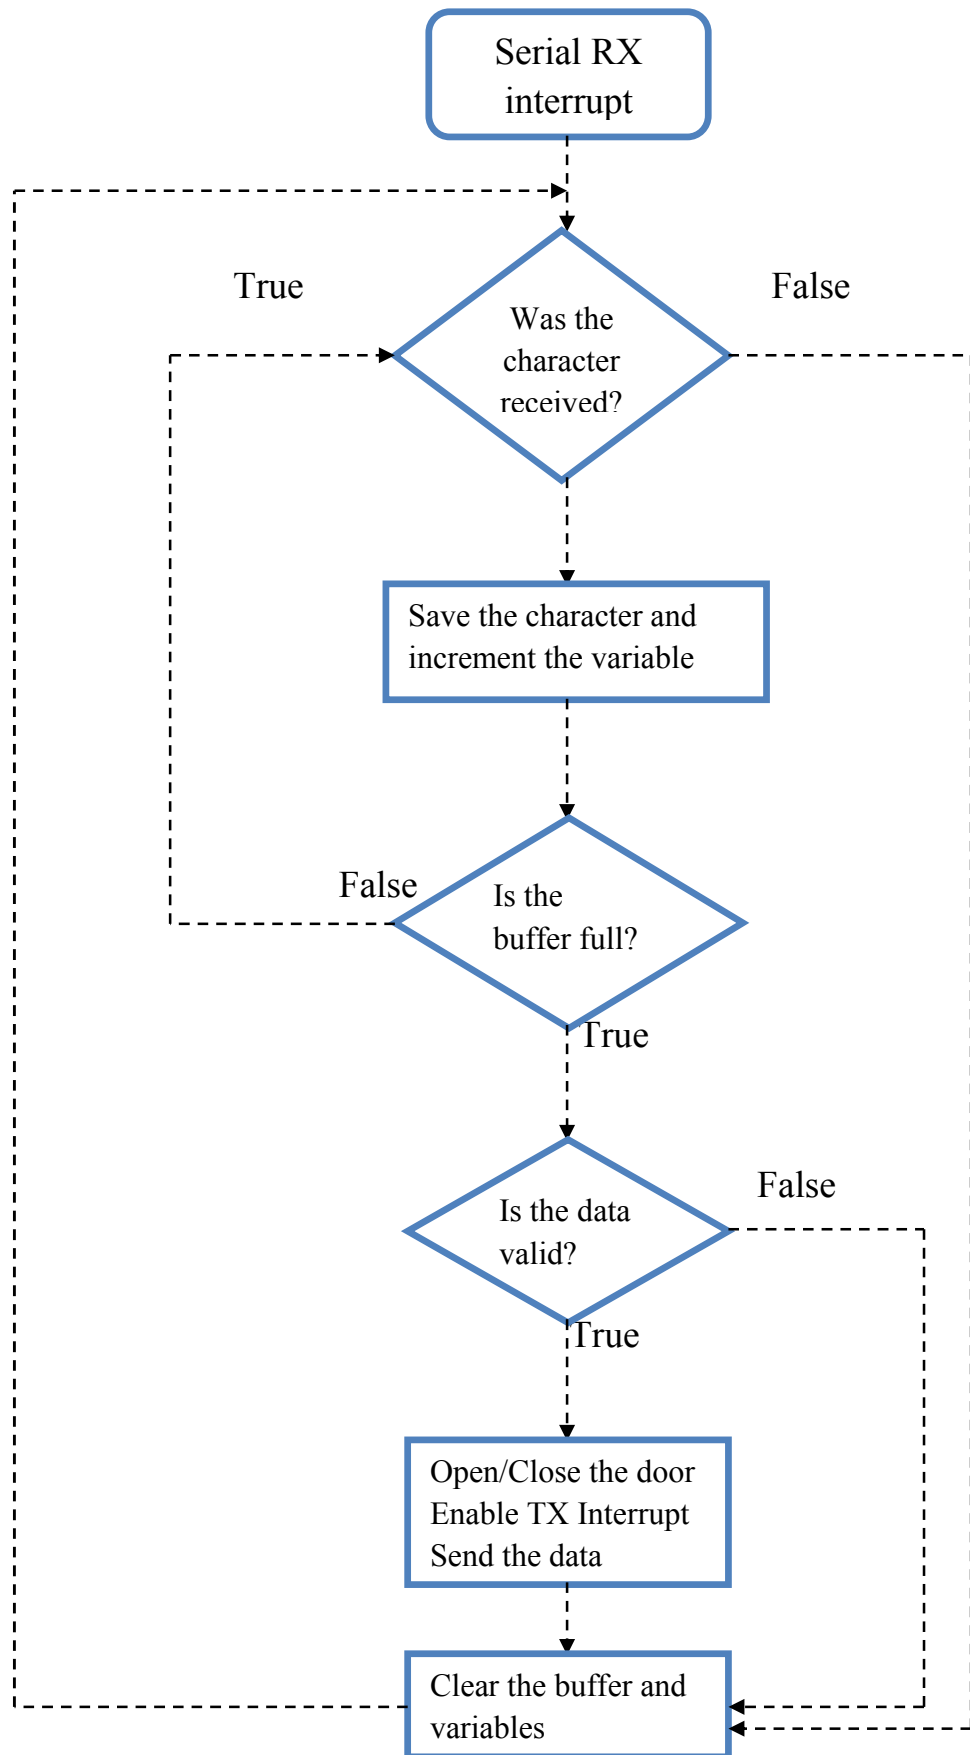 Serial RX
interrupt
True
False
Was the
character
received?
Save the character and
increment the variable
False
Is the
buffer full?
True
False
Is the data
valid?
True
Open/Close the door
Enable TX Interrupt
Send the data
Clear the buffer and
variables